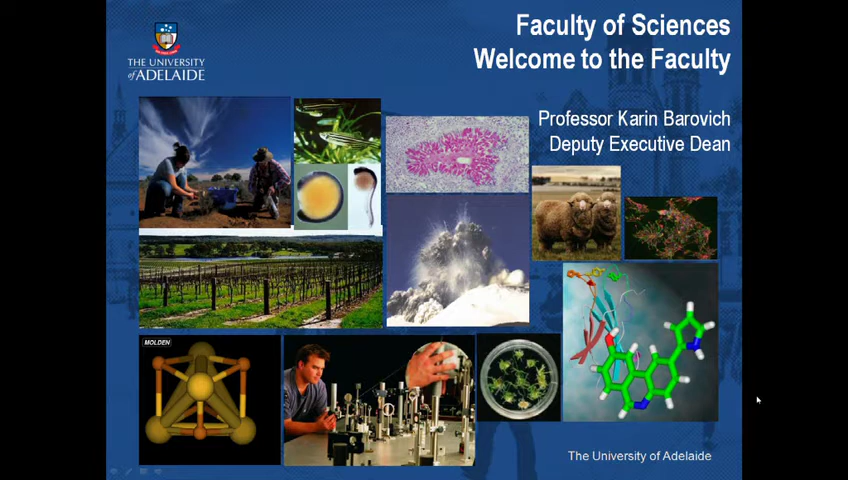 Faculty of Sciences
Welcome to the Faculty
THE UNIVERSITY
of ADELAIDE
Professor Karin Barovich
Deputy Executive Dean
MOLDEN
The University of Adelaide